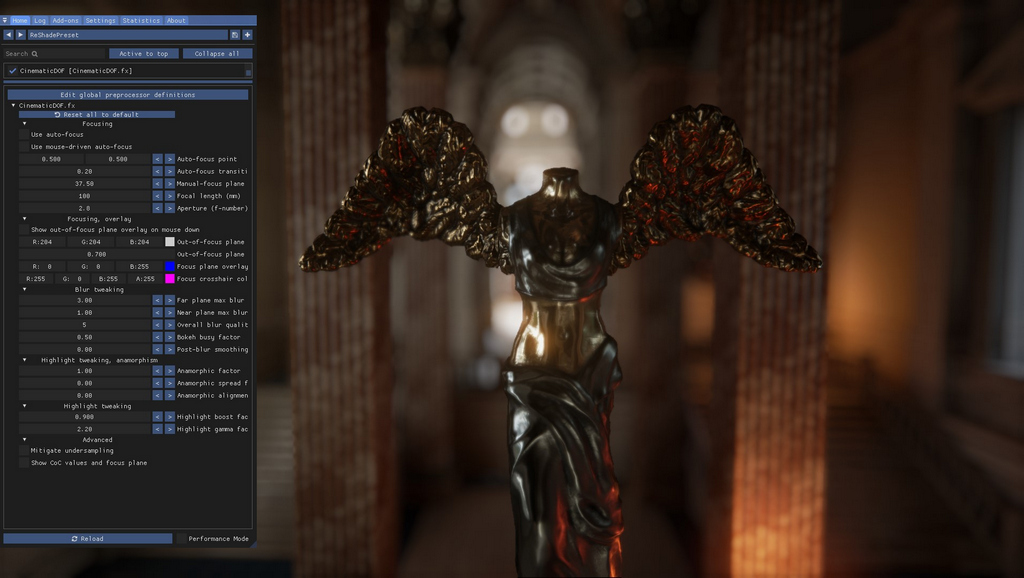 Home Log Add-ons Settings Statistics About
ReShadePreset
Search Active to top Collapse all
CinematicDOF [CinematicDOF.fx]
Edit global preprocessor definitions
CinematicDOF.fx
Reset all to default
Focusing
Use auto-focus
Use mouse-driven auto-focus
0.500 0.500 < > Auto-focus point
0.20 < > Auto-focus transiti
37.50 < > Manual-focus plane
100 < > Focal length (mm)
2.8 < > Aperture (f-number)
Focusing, overlay
Show out-of-focus plane overlay on mouse down
R:204 G:204 B:204 Out-of-focus plane
0.700 Out-of-focus plane
R: 0 G: 0 B:255 Focus plane overlay
R:255 G: 0 B:255 A:255 Focus crosshair col
Blur tweaking
3.00 < > Far plane max blur
1.00 < > Near plane max blur
5 < > Overall blur qualit
0.50 < > Bokeh busy factor
0.00 < > Post-blur smoothing
Highlight tweaking, anamorphism
1.00 < > Anamorphic factor
0.00 < > Anamorphic spread f
0.00 < > Anamorphic alignmen
Highlight tweaking
0.900 < > Highlight boost fac
2.20 < > Highlight gamma fac
Advanced
Mitigate undersampling
Show CoC values and focus plane
Reload Performance Mode